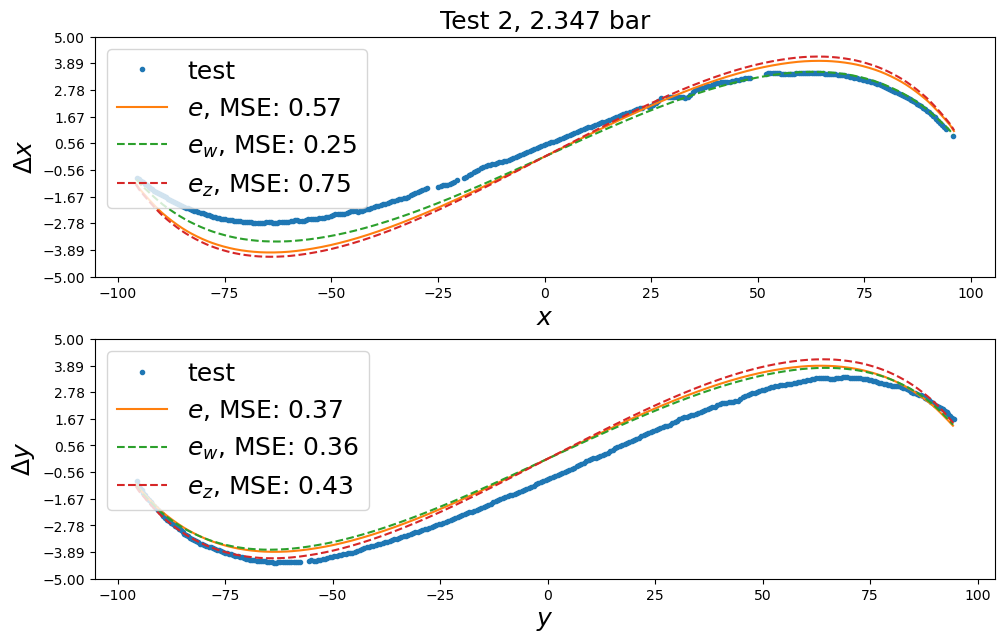 Test 2, 2.347 bar
5.00
3.89
2.78
1.67
0.56
−0.56
−1.67
−2.78
−3.89
−5.00
Δx
test
e, MSE: 0.57
e_w, MSE: 0.25
e_z, MSE: 0.75
−100 −75 −50 −25 0 25 50 75 100
x
5.00
3.89
2.78
1.67
0.56
−0.56
−1.67
−2.78
−3.89
−5.00
Δy
test
e, MSE: 0.37
e_w, MSE: 0.36
e_z, MSE: 0.43
−100 −75 −50 −25 0 25 50 75 100
y